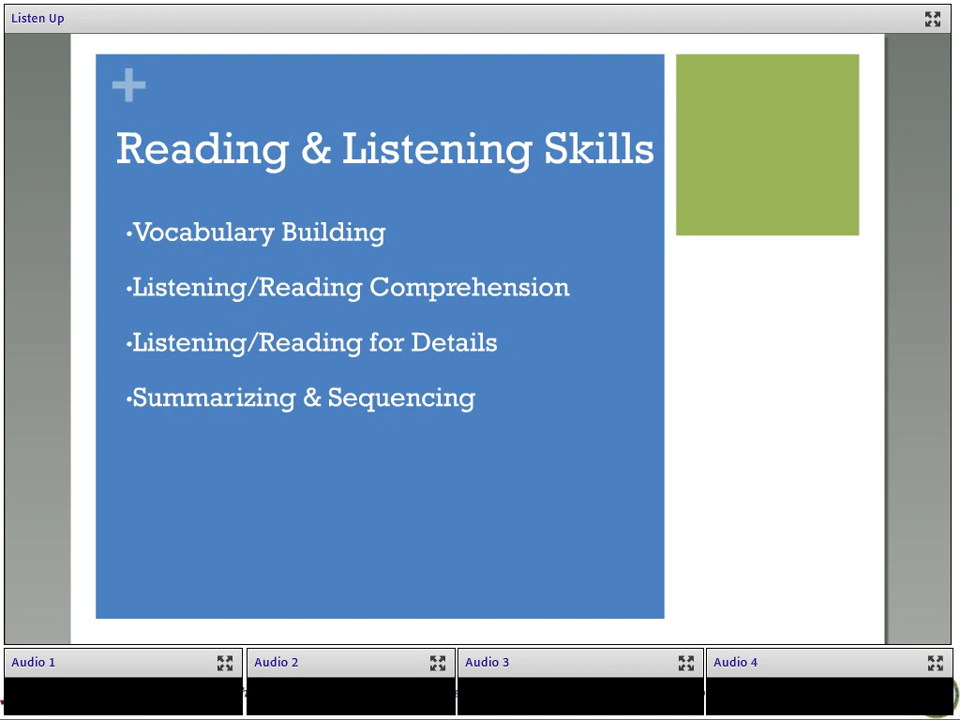 Listen Up
+
Reading & Listening Skills
•Vocabulary Building
•Listening/Reading Comprehension
•Listening/Reading for Details
•Summarizing & Sequencing
Audio 1
Audio 2
Audio 3
Audio 4